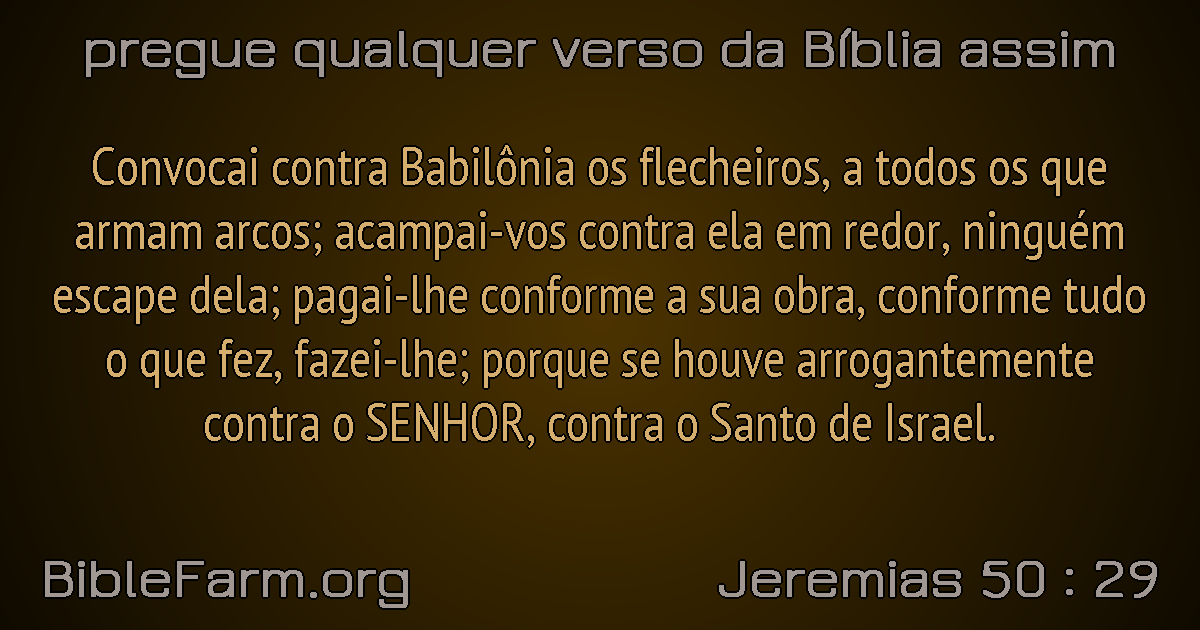 pregue qualquer verso da Bíblia assim
Convocai contra Babilônia os flecheiros, a todos os que
armam arcos; acampai-vos contra ela em redor, ninguém
escape dela; pagai-lhe conforme a sua obra, conforme tudo
o que fez, fazei-lhe; porque se houve arrogantemente
contra o SENHOR, contra o Santo de Israel.
BibleFarm.org
Jeremias 50 : 29